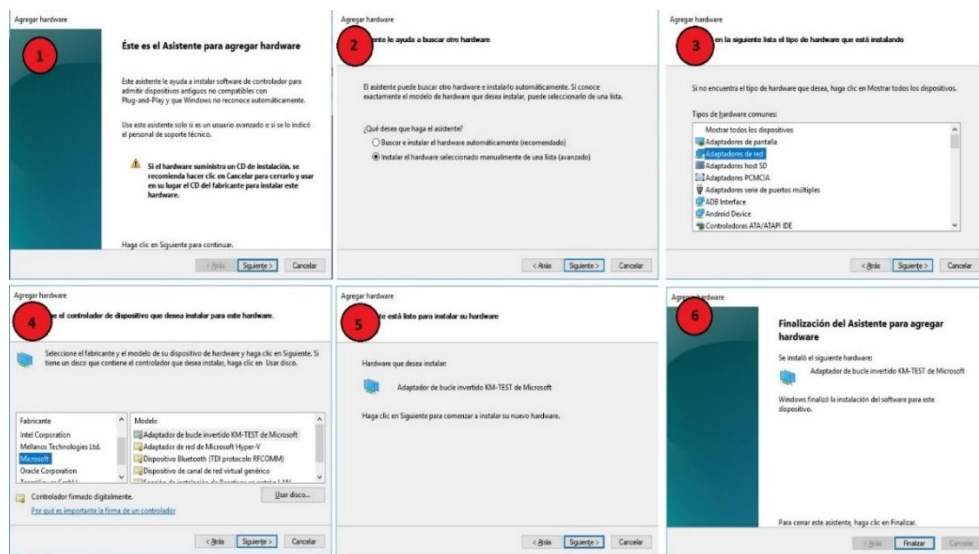 Agregar hardware
1
Éste es el Asistente para agregar hardware
Este asistente le ayuda a instalar software de controlador para
admitir dispositivos antiguos no compatibles con
Plug-and-Play y que Windows no reconoce automáticamente.
Use este asistente solo si es un usuario avanzado o si se lo indicó
el personal de soporte técnico.
Si el hardware suministra un CD de instalación, se
recomienda hacer clic en Cancelar para cerrarlo y usar
en su lugar el CD del fabricante para instalar este
hardware.
Haga clic en Siguiente para continuar.
< Atrás Siguiente > Cancelar
Agregar hardware
2
le ayuda a buscar otro hardware
El asistente puede buscar otro hardware e instalarlo automáticamente. Si conoce
exactamente el modelo de hardware que desea instalar, puede seleccionarlo de una lista.
¿Qué desea que haga el asistente?
Buscar e instalar el hardware automáticamente (recomendado)
Instalar el hardware seleccionado manualmente de una lista (avanzado)
< Atrás Siguiente > Cancelar
Agregar hardware
3
en la siguiente lista el tipo de hardware que está instalando
Si no encuentra el tipo de hardware que desea, haga clic en Mostrar todos los dispositivos.
Tipos de hardware comunes:
Mostrar todos los dispositivos
Adaptadores de pantalla
Adaptadores de red
Adaptadores host SD
Adaptadores PCMCIA
Adaptadores serie de puertos múltiples
ADB Interface
Android Device
Controladoras ATA/ATAPI IDE
< Atrás Siguiente > Cancelar
Agregar hardware
4
el controlador de dispositivo que desea instalar para este hardware.
Seleccione el fabricante y el modelo de su dispositivo de hardware y haga clic en Siguiente. Si
tiene un disco que contiene el controlador que desea instalar, haga clic en Usar disco.
Fabricante
Intel Corporation
Mellanox Technologies Ltd.
Microsoft
Oracle Corporation
Modelo
Adaptador de bucle invertido KM-TEST de Microsoft
Adaptador de red de Microsoft Hyper-V
Dispositivo Bluetooth (TDI protocolo RFCOMM)
Dispositivo de canal de red virtual genérico
Controlador firmado digitalmente.
Usar disco...
Por qué es importante la firma de un controlador
< Atrás Siguiente > Cancelar
Agregar hardware
5
está listo para instalar su hardware
Hardware que desea instalar:
Adaptador de bucle invertido KM-TEST de Microsoft
Haga clic en Siguiente para comenzar a instalar su nuevo hardware.
< Atrás Siguiente > Cancelar
6
Finalización del Asistente para agregar
hardware
Se instaló el siguiente hardware:
Adaptador de bucle invertido KM-TEST de Microsoft
Windows finalizó la instalación del software para este
dispositivo.
Para cerrar este asistente, haga clic en Finalizar.
< Atrás Finalizar Cancelar